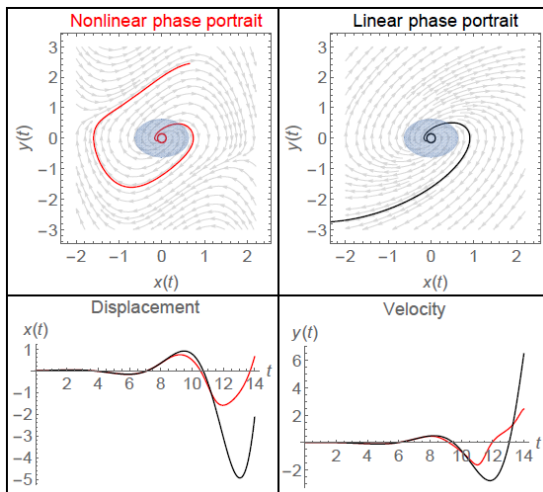 Nonlinear phase portrait
Linear phase portrait
3
2
1
0
−1
−2
−3
y(t)
−2 −1 0 1 2
x(t)
3
2
1
0
−1
−2
−3
y(t)
−2 −1 0 1 2
x(t)
Displacement
x(t)
1
−1
−2
−3
−4
−5
2 4 6 8 10 12 14
t
Velocity
y(t)
6
4
2
−2
2 4 6 8 10 12 14
t